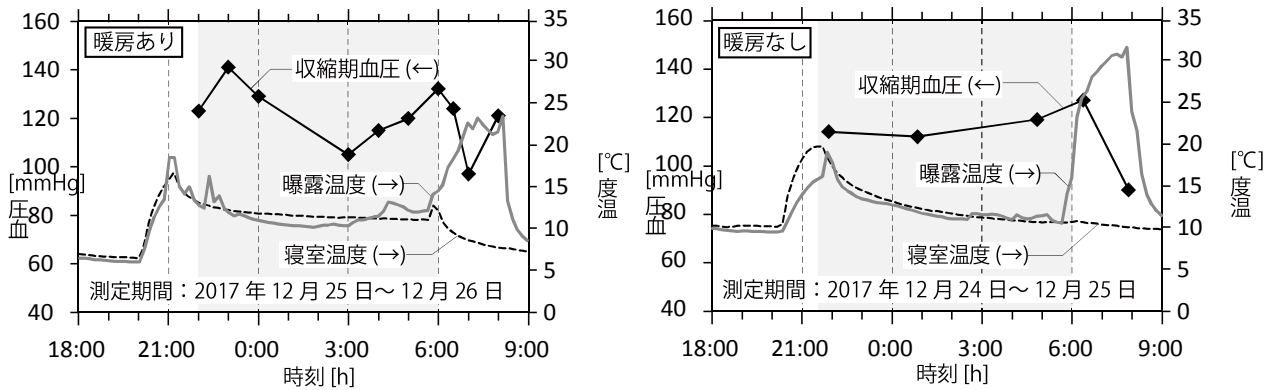 暖房あり
収縮期血圧 (←)
曝露温度 (→)
寝室温度 (→)
測定期間：2017 年 12 月 25 日～ 12 月 26 日
160
140
120
100
80
60
40
[mmHg]
血圧
35
30
25
20
15
10
5
0
[℃]
温度
18:00 21:00 0:00 3:00 6:00 9:00
時刻 [h]
暖房なし
収縮期血圧 (←)
曝露温度 (→)
寝室温度 (→)
測定期間：2017 年 12 月 24 日～ 12 月 25 日
160
140
120
100
80
60
40
[mmHg]
血圧
35
30
25
20
15
10
5
0
[℃]
温度
18:00 21:00 0:00 3:00 6:00 9:00
時刻 [h]